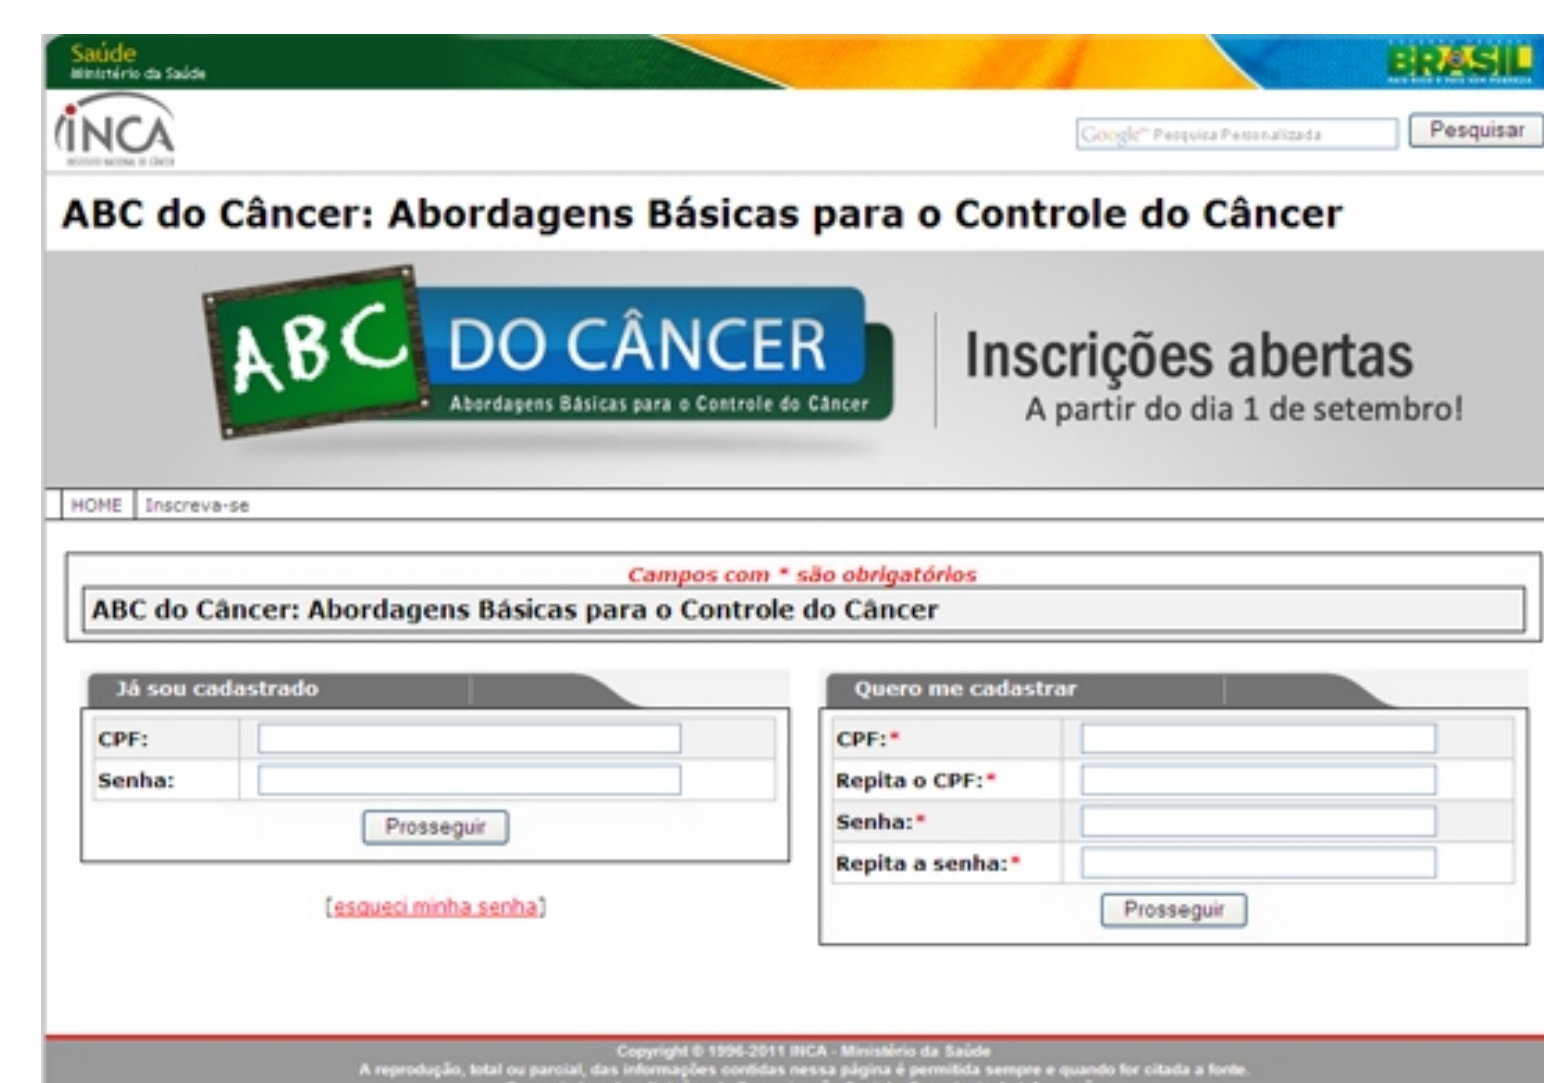 Saúde
Ministério da Saúde
BRASIL
INCA
Google™ Pesquisa Personalizada
Pesquisar
ABC do Câncer: Abordagens Básicas para o Controle do Câncer
ABC DO CÂNCER
Abordagens Básicas para o Controle do Câncer
Inscrições abertas
A partir do dia 1 de setembro!
HOME Inscreva-se
Campos com * são obrigatórios
ABC do Câncer: Abordagens Básicas para o Controle do Câncer
Já sou cadastrado
CPF:
Senha:
Prosseguir
[esqueci minha senha]
Quero me cadastrar
CPF:*
Repita o CPF:*
Senha:*
Repita a senha:*
Prosseguir
Copyright © 1996-2011 INCA - Ministério da Saúde
A reprodução, total ou parcial, das informações contidas nessa página é permitida sempre e quando for citada a fonte.